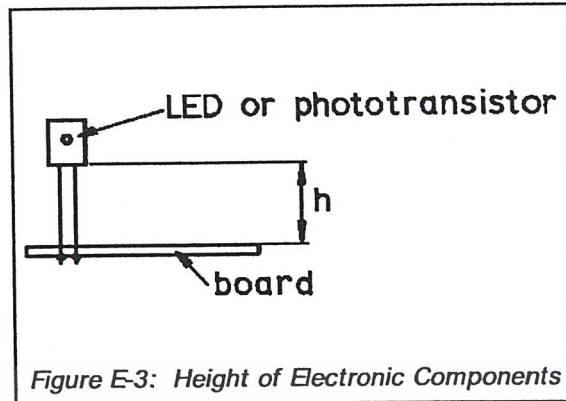 LED or phototransistor
h
board
Figure E-3: Height of Electronic Components